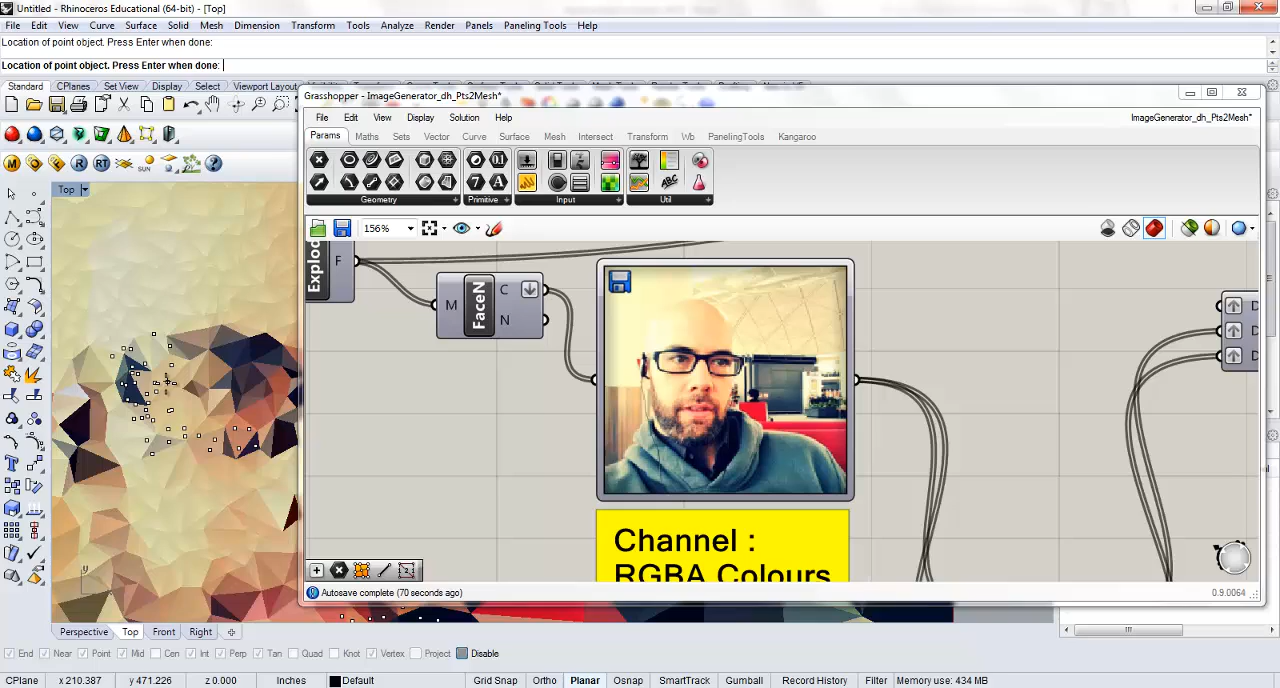 Untitled - Rhinoceros Educational (64-bit) - [Top]
File Edit View Curve Surface Solid Mesh Dimension Transform Tools Analyze Render Panels Paneling Tools Help
Location of point object. Press Enter when done:
Location of point object. Press Enter when done:
Standard CPlanes Set View Display Select Viewport Layout
Grasshopper - ImageGenerator_dh_Pts2Mesh*
File Edit View Display Solution Help
ImageGenerator_dh_Pts2Mesh*
Params Maths Sets Vector Curve Surface Mesh Intersect Transform Wb PanelingTools Kangaroo
M R RT SUN
ABC
Geometry Primitive Input Util
Top
156%
Explod F
M FaceN C
N
D
D
Channel :
RGBA Colours
Autosave complete (70 seconds ago)
0.9.0064
y
Perspective Top Front Right
End Near Point Mid Cen Int Perp Tan Quad Knot Vertex Project Disable
CPlane x 210.387 y 471.226 z 0.000 Inches Default Grid Snap Ortho Planar Osnap SmartTrack Gumball Record History Filter Memory use: 434 MB